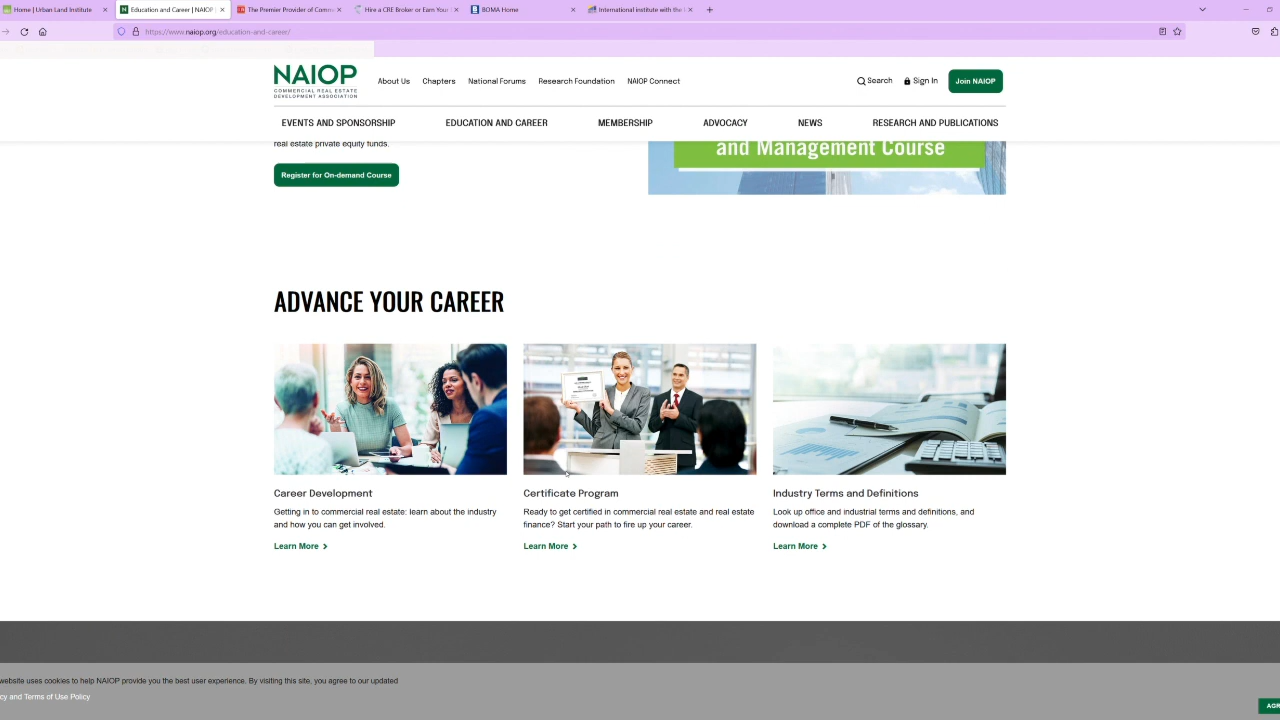 Home | Urban Land Institute
Education and Career | NAIOP |
The Premier Provider of Comm
Hire a CRE Broker or Earn Your
BOMA Home
International institute with the
https://www.naiop.org/education-and-career/
NAIOP
COMMERCIAL REAL ESTATE
DEVELOPMENT ASSOCIATION
About Us
Chapters
National Forums
Research Foundation
NAIOP Connect
Search
Sign In
Join NAIOP
EVENTS AND SPONSORSHIP
EDUCATION AND CAREER
MEMBERSHIP
ADVOCACY
NEWS
RESEARCH AND PUBLICATIONS
real estate private equity funds.
Register for On-demand Course
and Management Course
ADVANCE YOUR CAREER
Career Development
Getting in to commercial real estate: learn about the industry
and how you can get involved.
Learn More
Certificate Program
Ready to get certified in commercial real estate and real estate
finance? Start your path to fire up your career.
Learn More
Industry Terms and Definitions
Look up office and industrial terms and definitions, and
download a complete PDF of the glossary.
Learn More
website uses cookies to help NAIOP provide you the best user experience. By visiting this site, you agree to our updated
cy and Terms of Use Policy
AGR